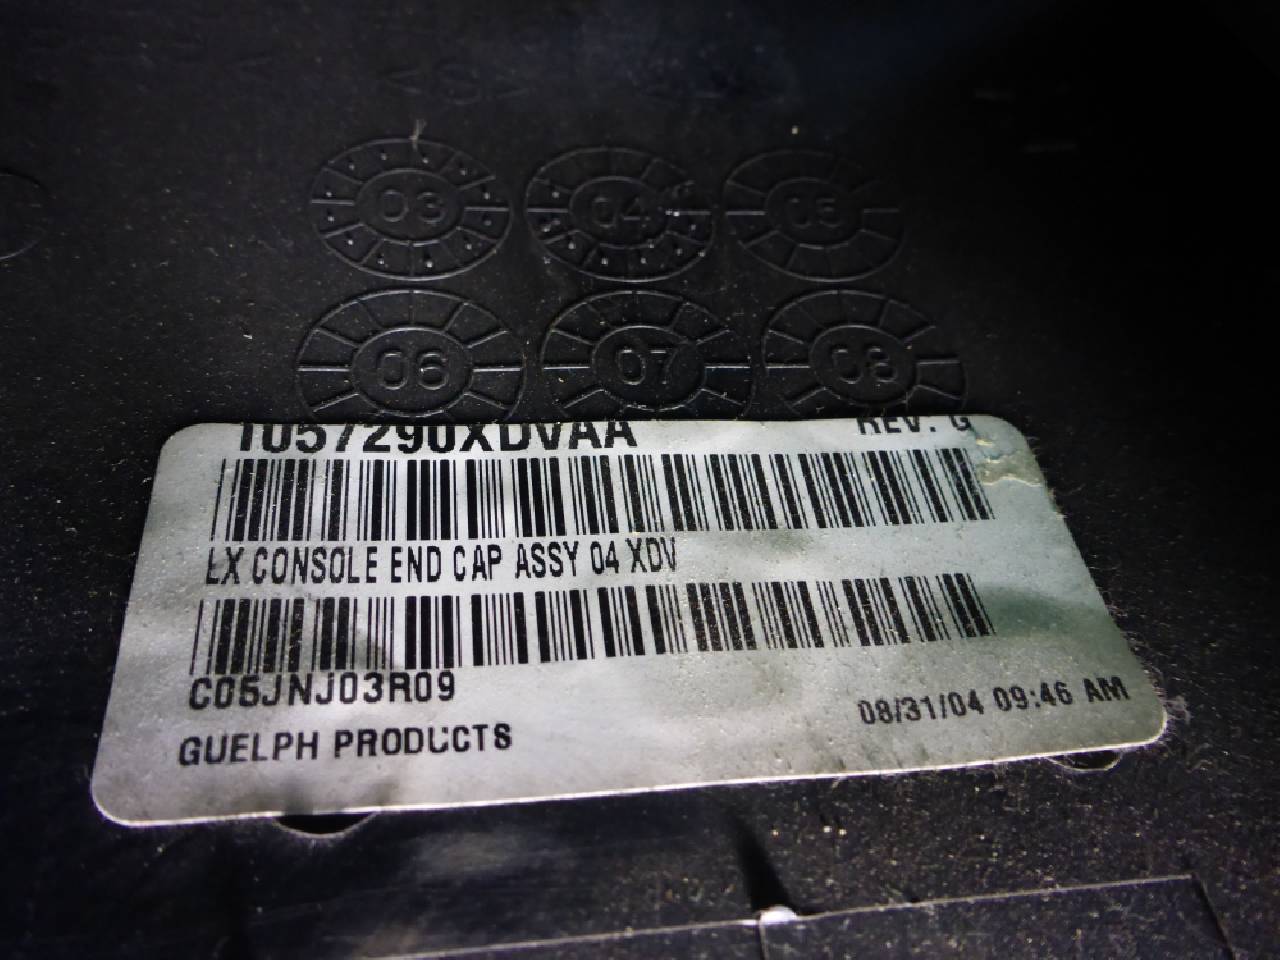 03 04 05
06 07 08
1057290XDVAA REV. G
LX CONSOLE END CAP ASSY 04 XDV
C05JNJ03R09
08/31/04 09:46 AM
GUELPH PRODUCTS